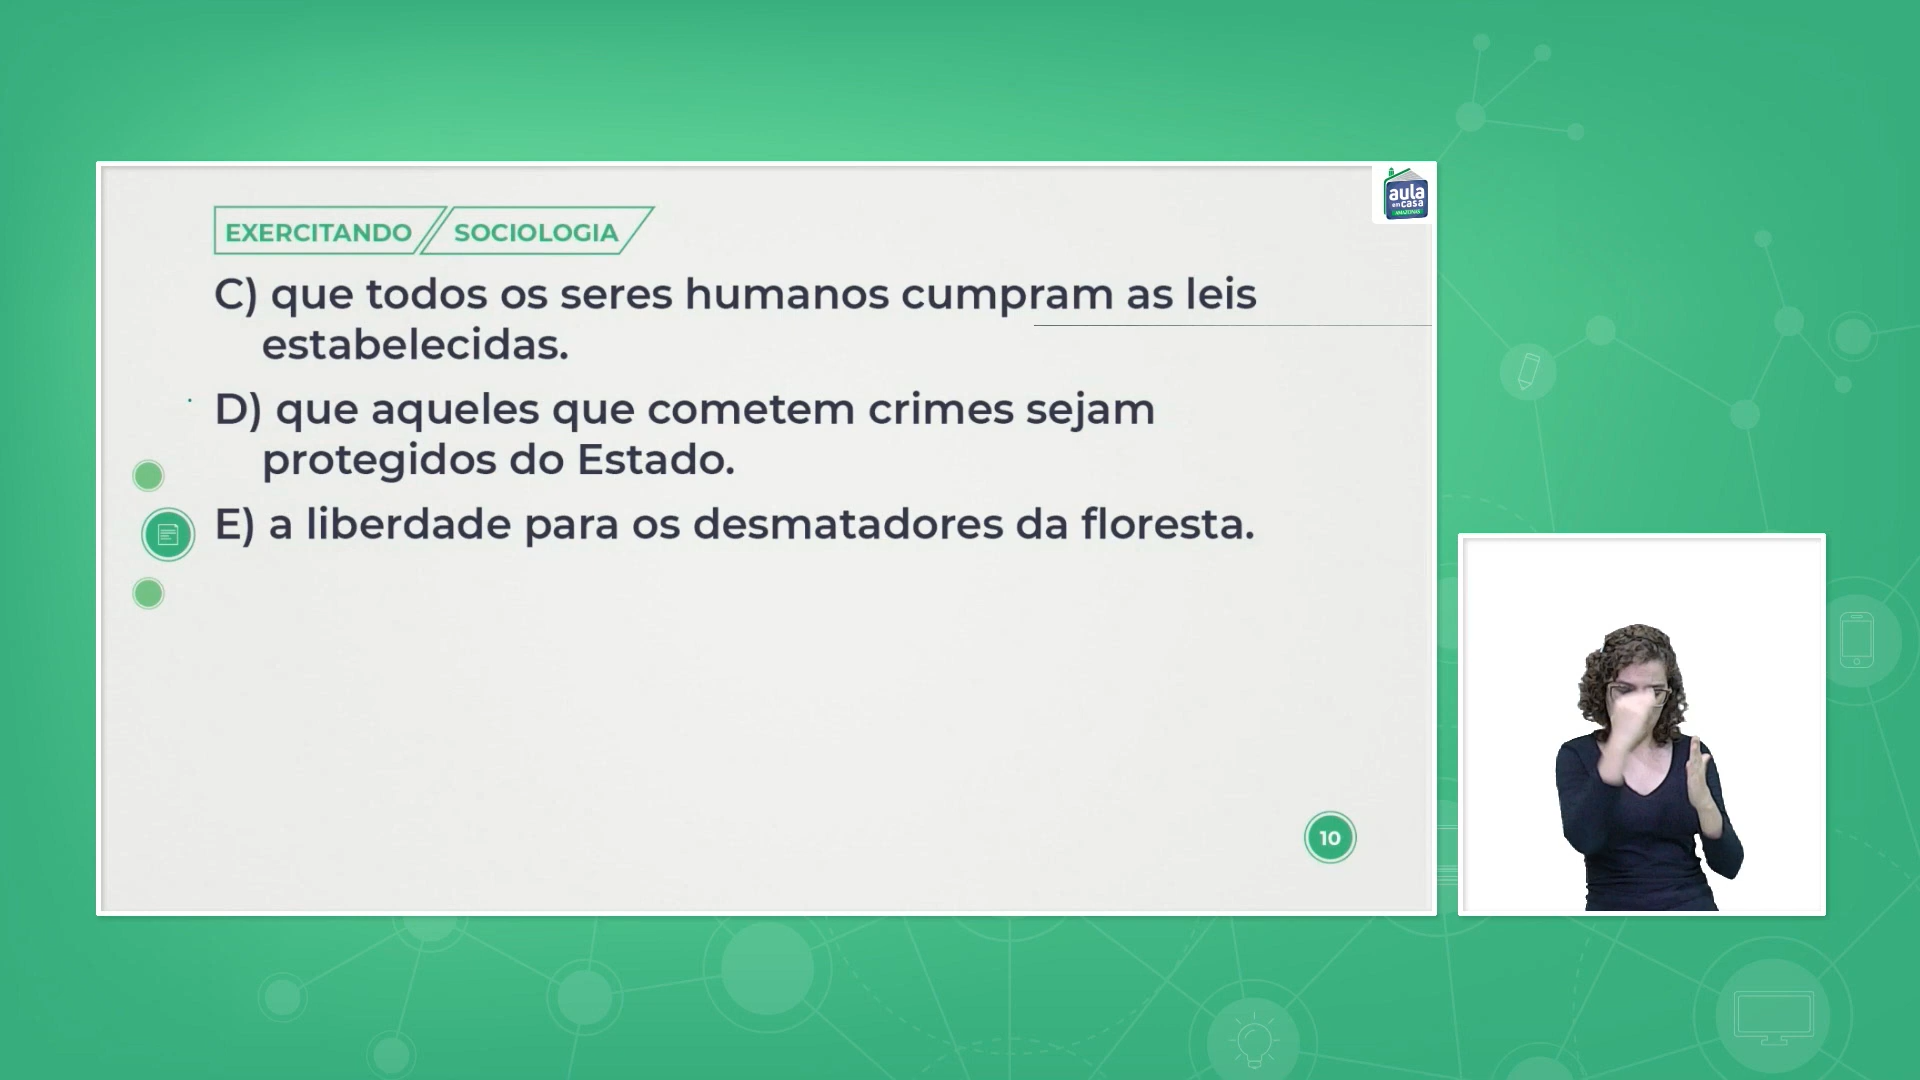 aula
em casa
AMAZONAS
EXERCITANDO SOCIOLOGIA
C) que todos os seres humanos cumpram as leis
estabelecidas.
D) que aqueles que cometem crimes sejam
protegidos do Estado.
E) a liberdade para os desmatadores da floresta.
10